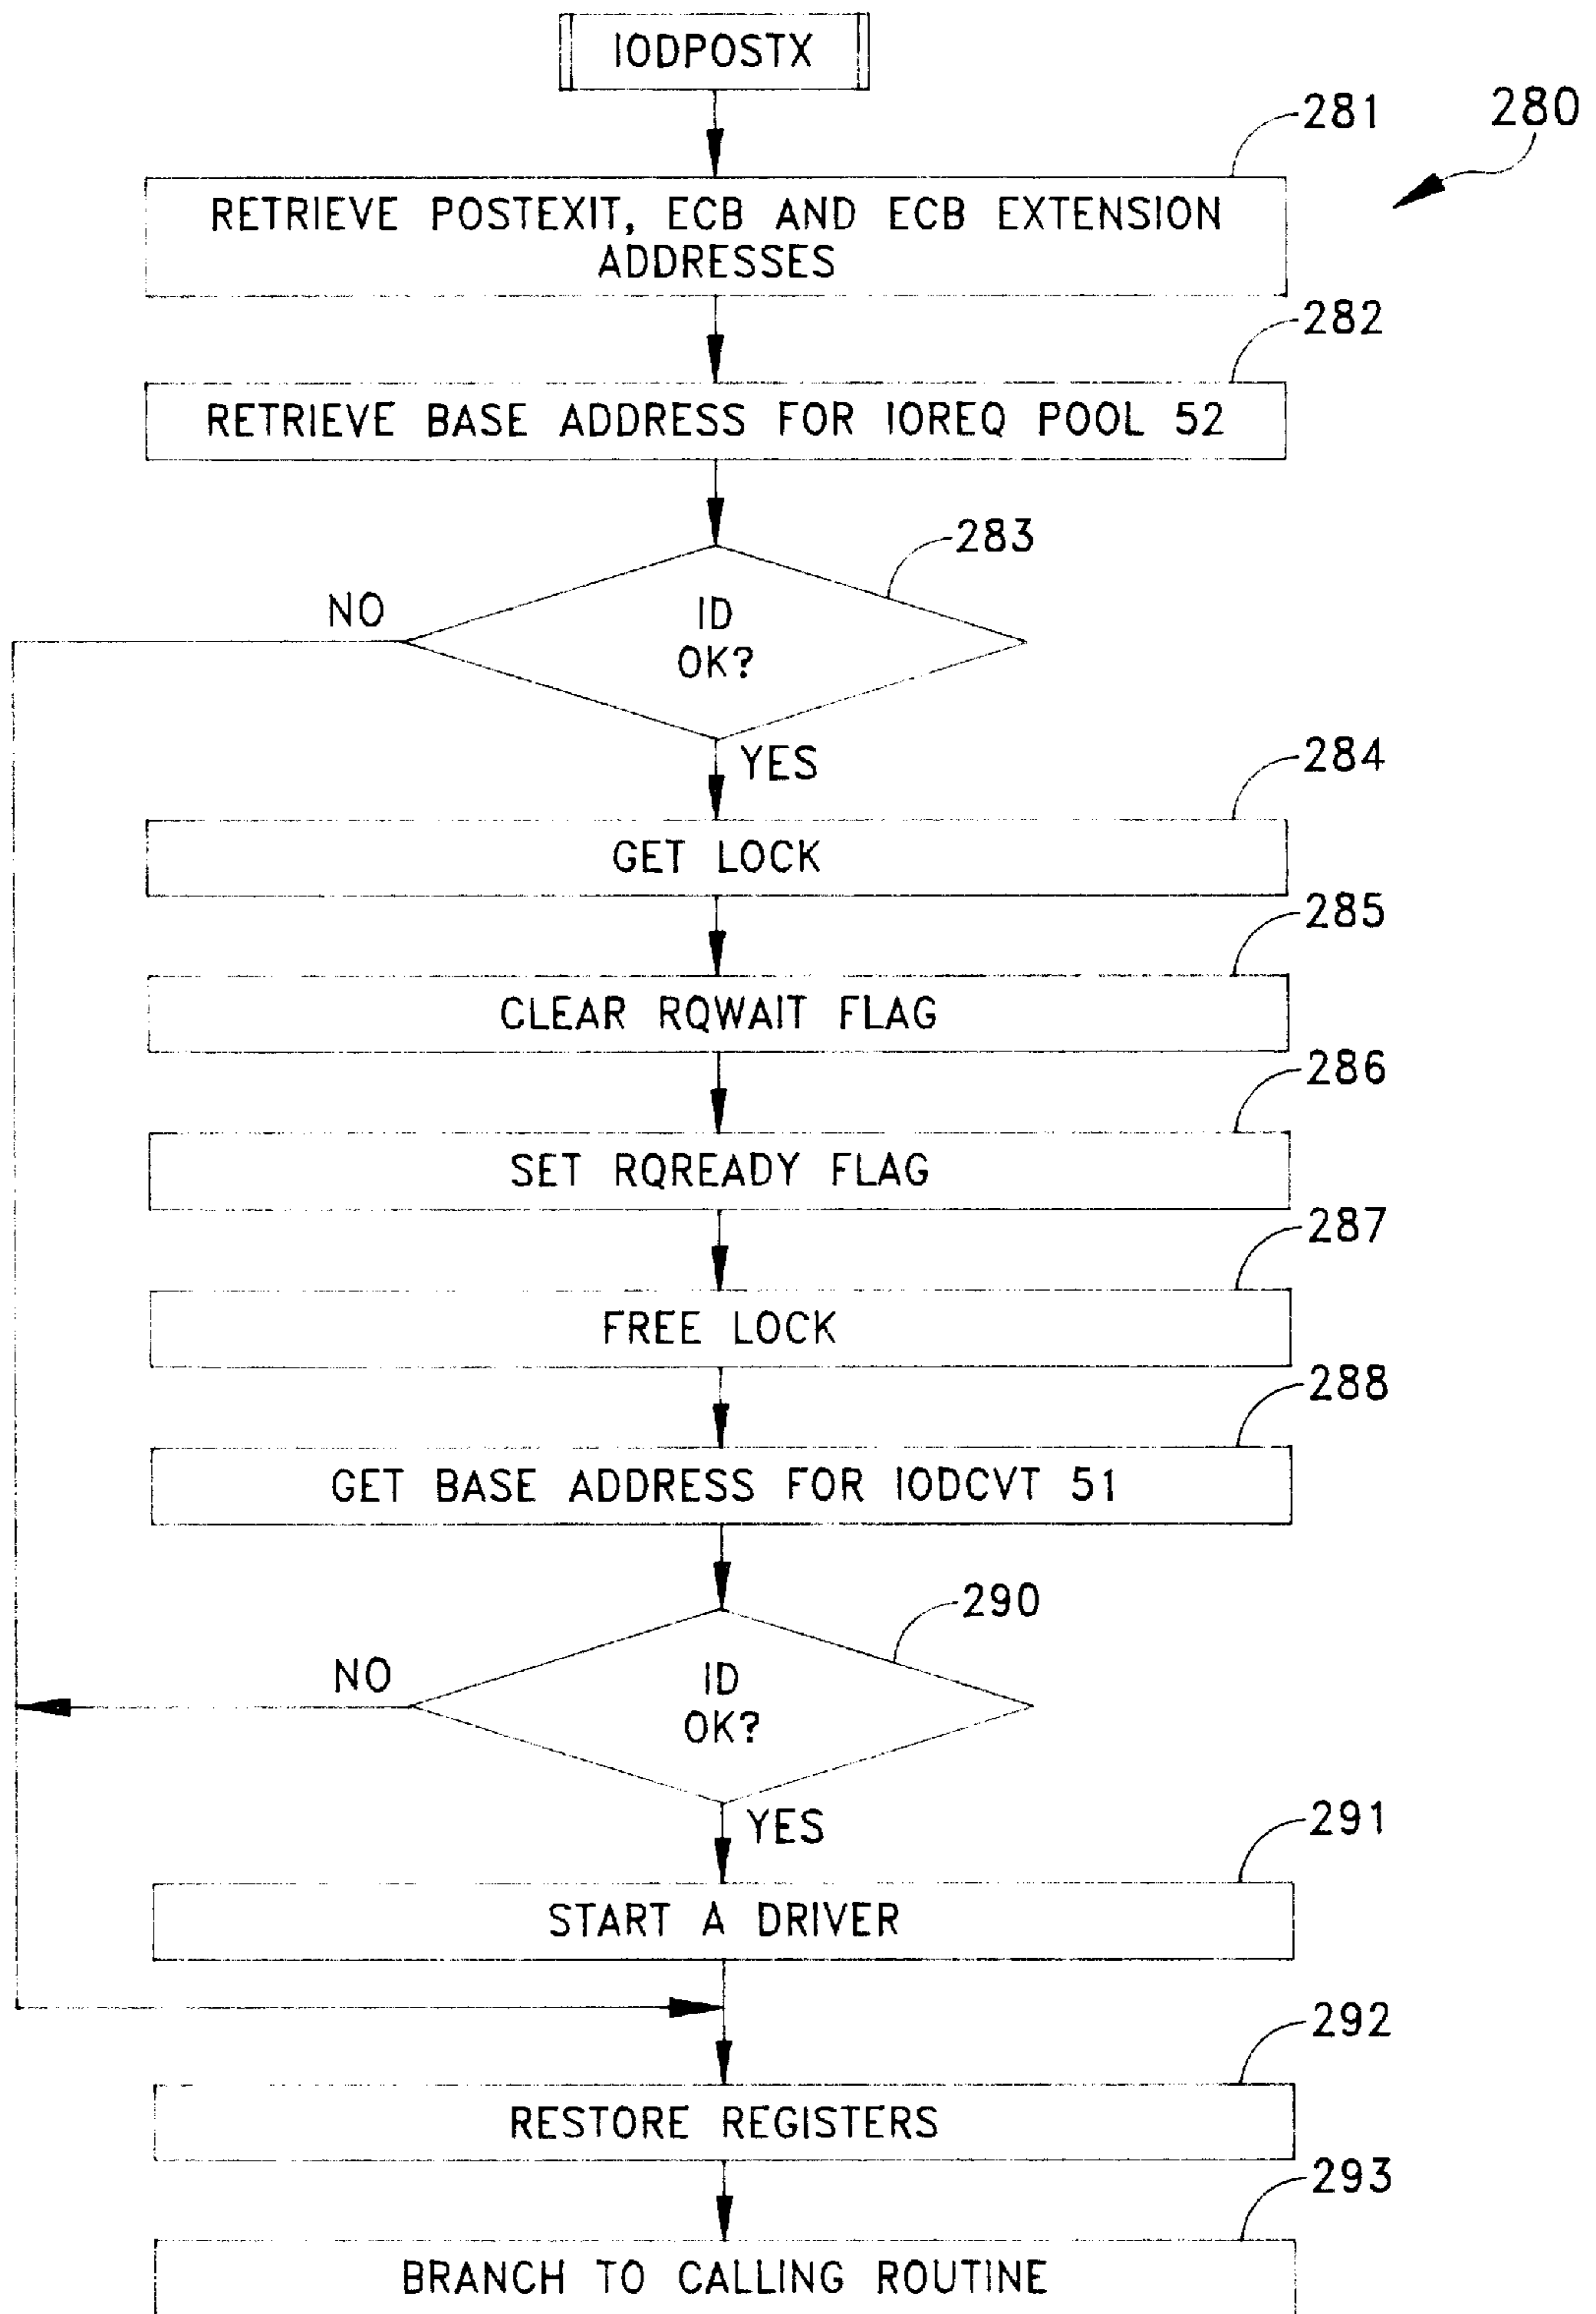 IODPOSTX
281
280
RETRIEVE POSTEXIT, ECB AND ECB EXTENSION
ADDRESSES
282
RETRIEVE BASE ADDRESS FOR IOREQ POOL 52
283
NO
ID
OK?
YES
284
GET LOCK
285
CLEAR RQWAIT FLAG
286
SET RQREADY FLAG
287
FREE LOCK
288
GET BASE ADDRESS FOR IODCVT 51
290
NO
ID
OK?
YES
291
START A DRIVER
292
RESTORE REGISTERS
293
BRANCH TO CALLING ROUTINE